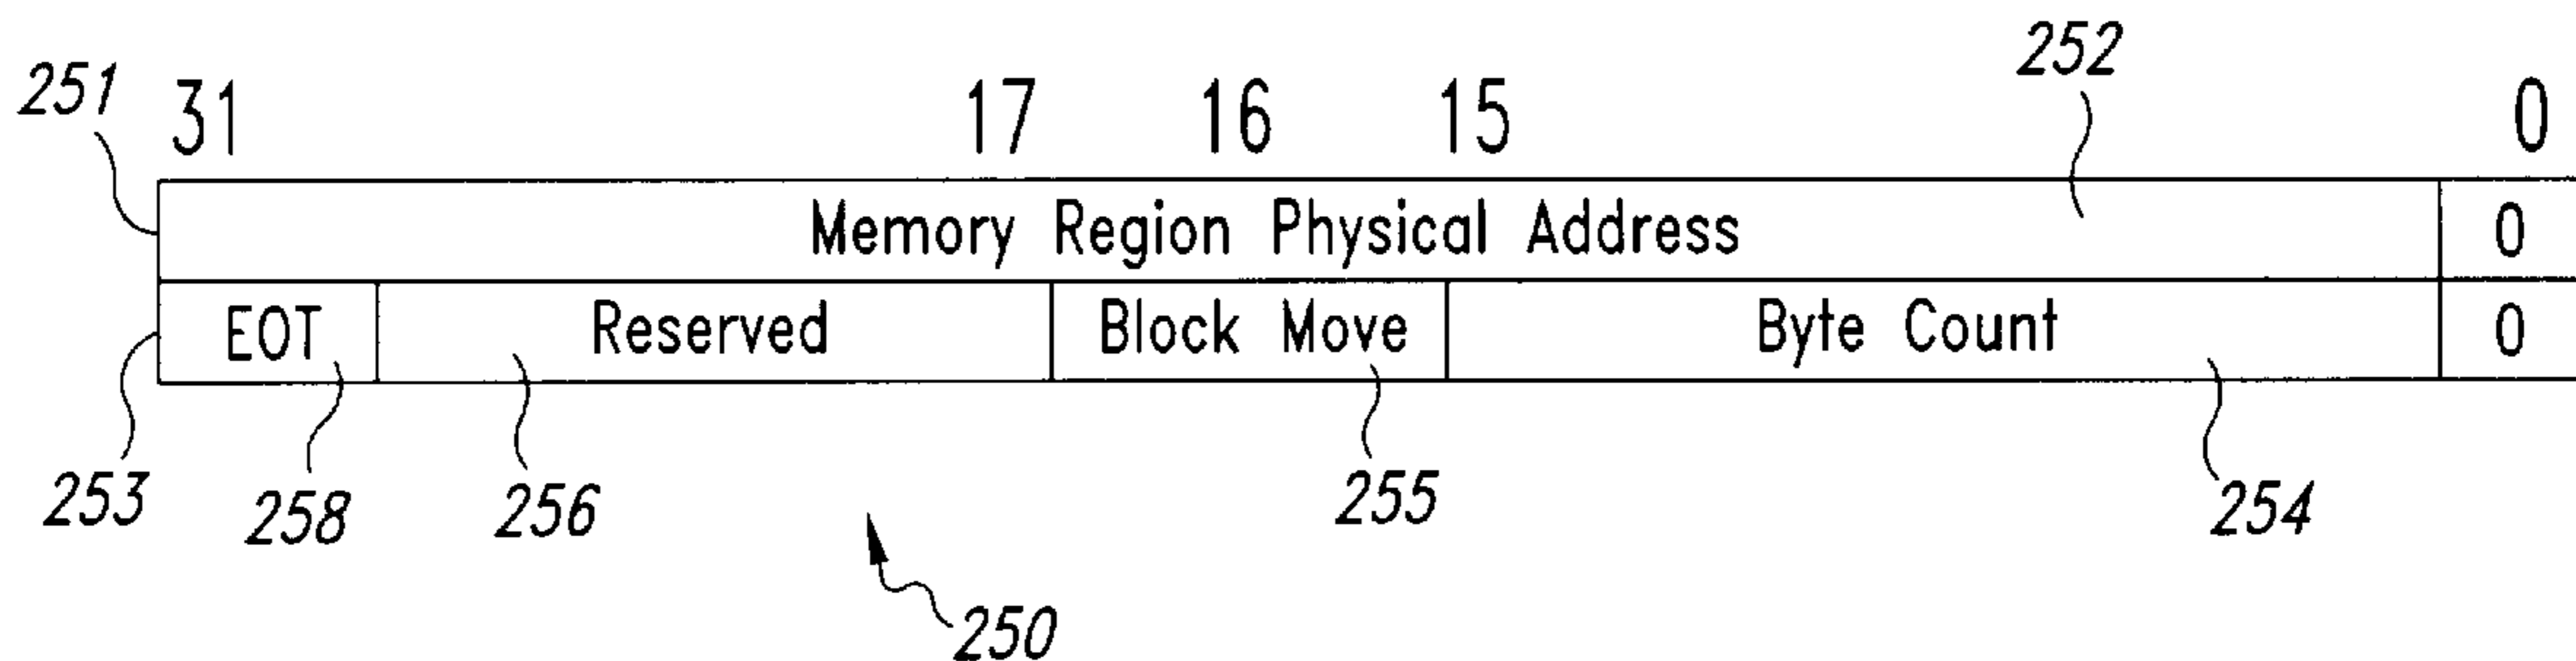 252
251 31 17 16 15 0
Memory Region Physical Address 0
EOT Reserved Block Move Byte Count 0
253 258 256 255 254
250